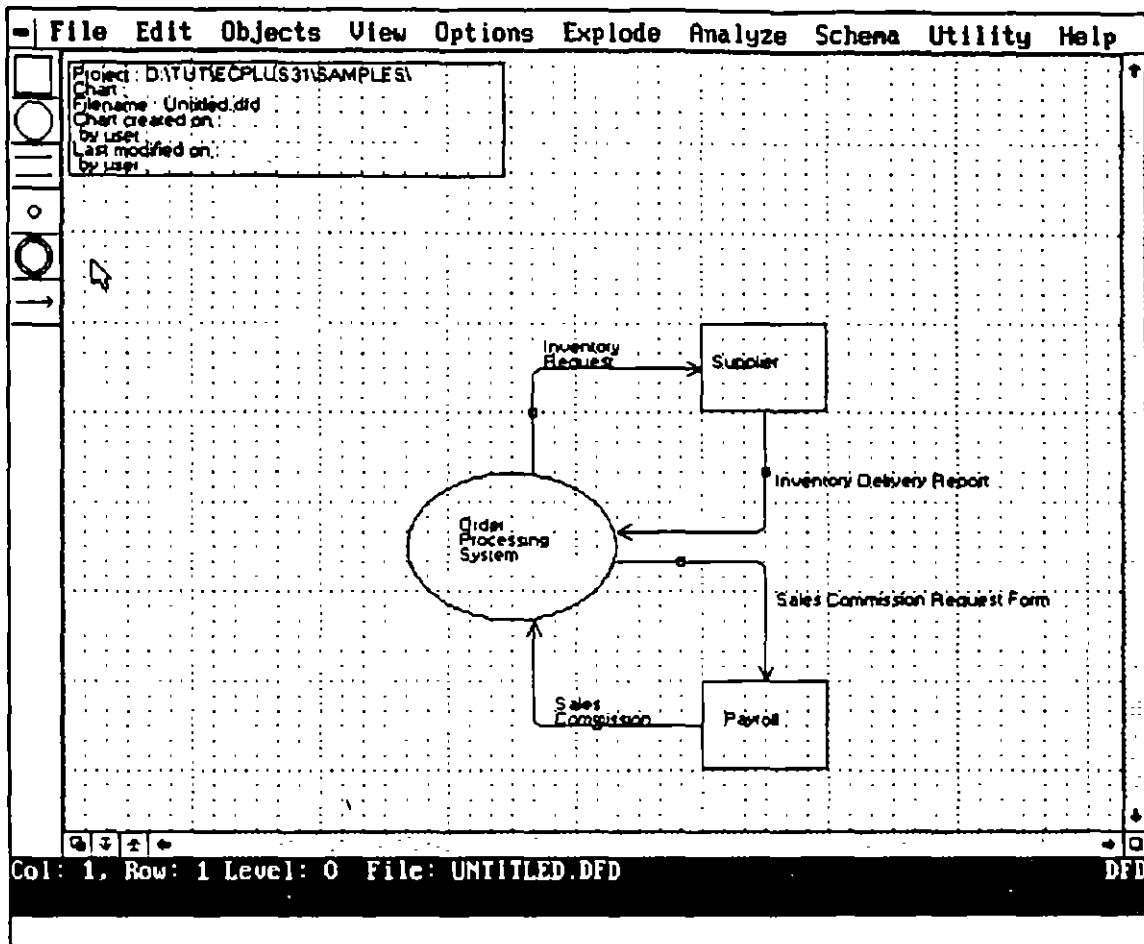 File Edit Objects View Options Explode Analyze Schema Utility Help
Project : D:\TUT\ECPLUS31\SAMPLES\
Chart :
Filename : Untitled.dfd
Chart created on :
by user :
Last modified on :
by user :
Inventory
Request
Supplier
Inventory Delivery Report
Order
Processing
System
Sales Commission Request Form
Sales
Commission
Payroll
Col: 1, Row: 1 Level: 0 File: UNTITLED.DFD DFD